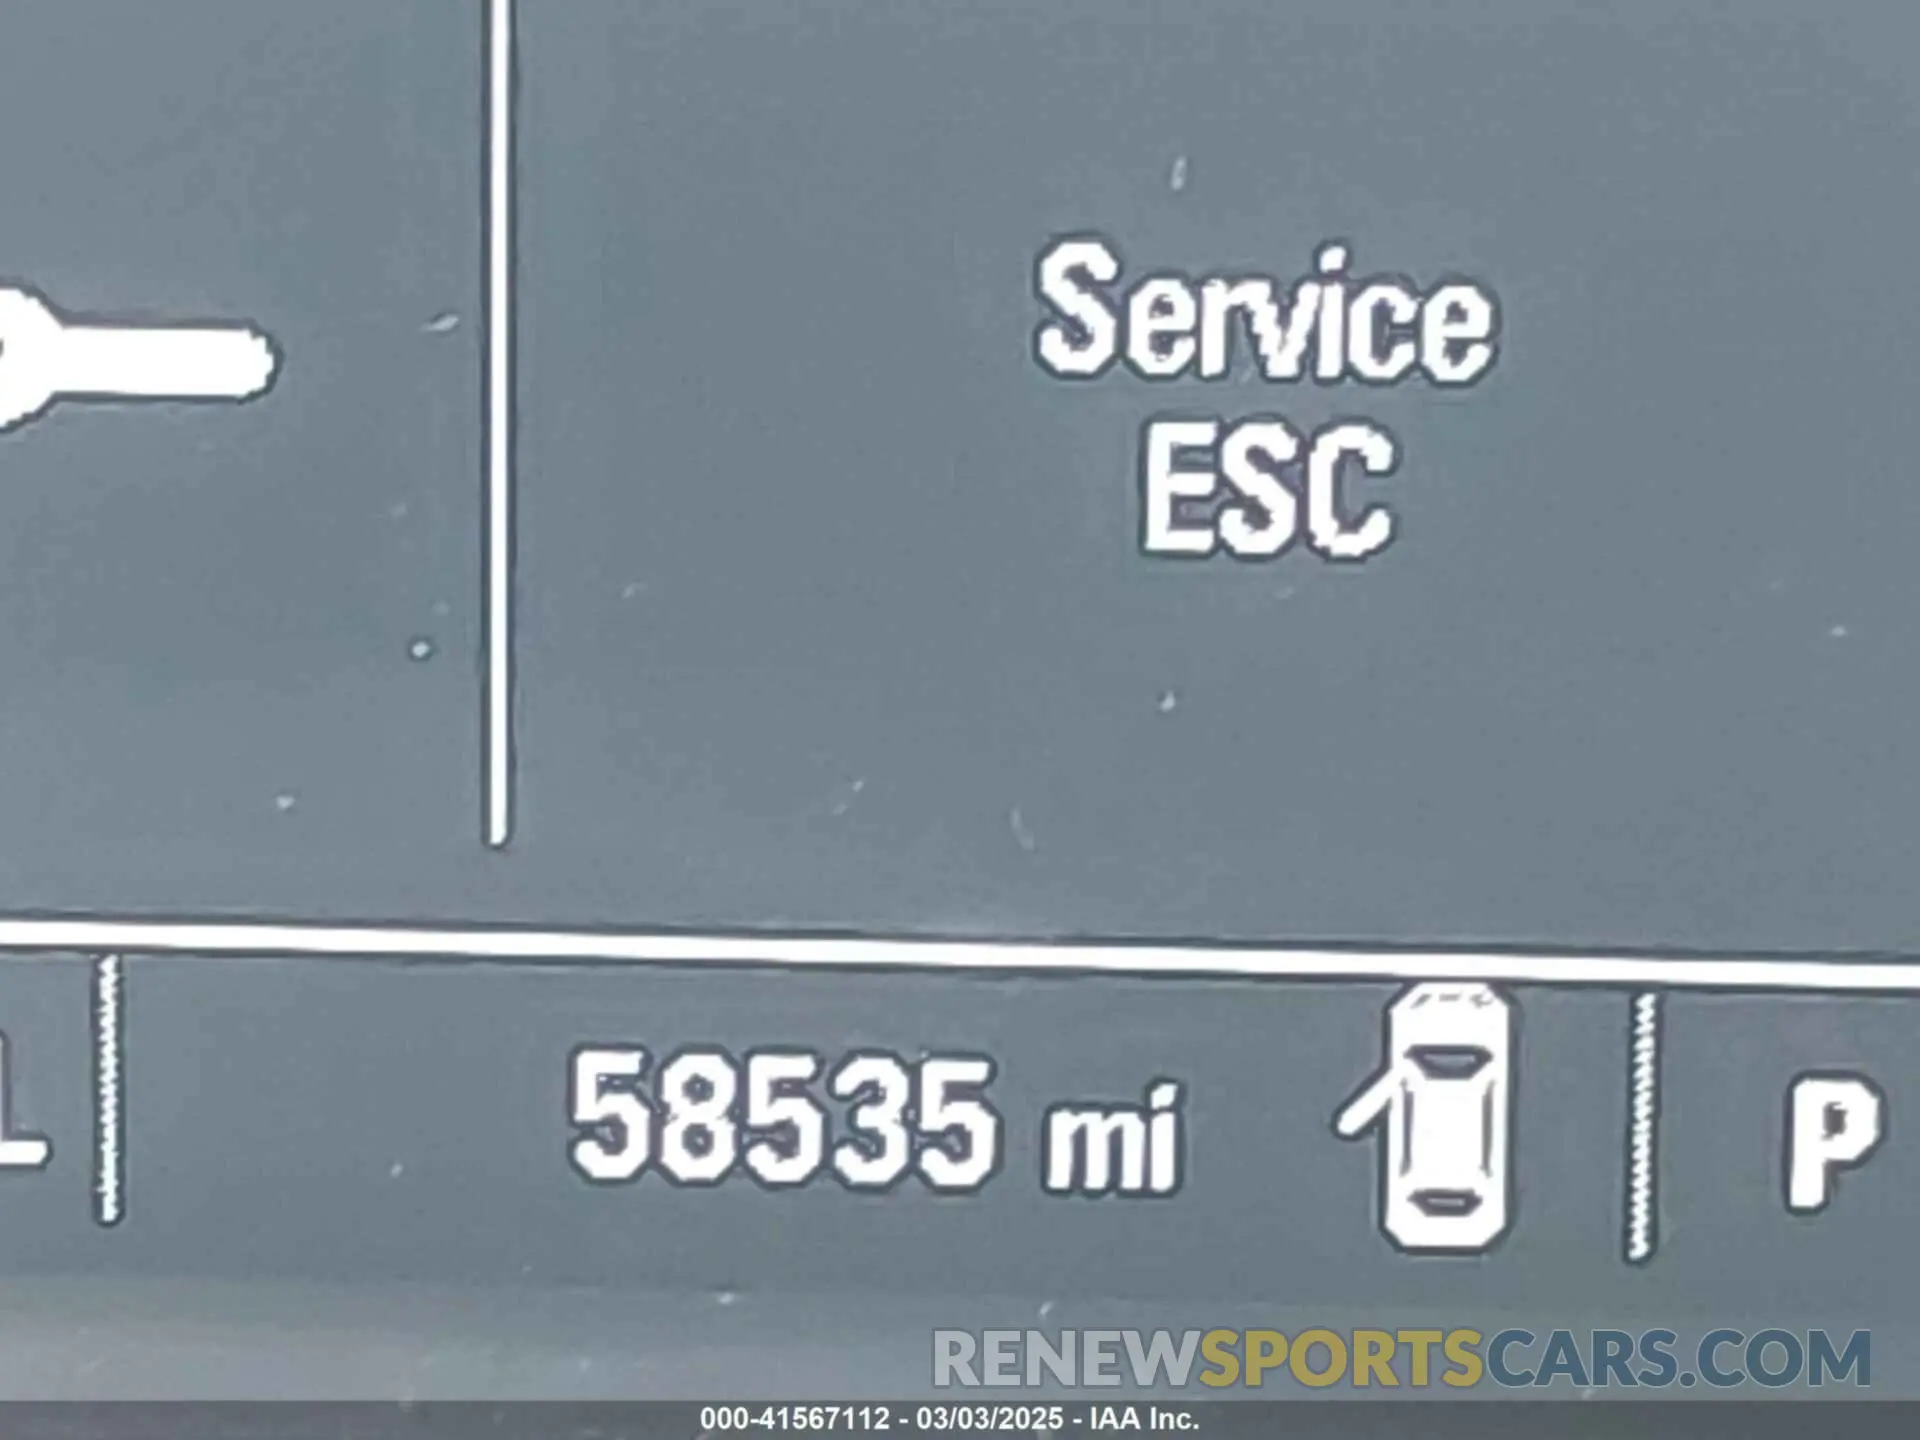 Service
ESC
L
58535 mi
P
RENEWSPORTSCARS.COM
000-41567112 - 03/03/2025 - IAA Inc.